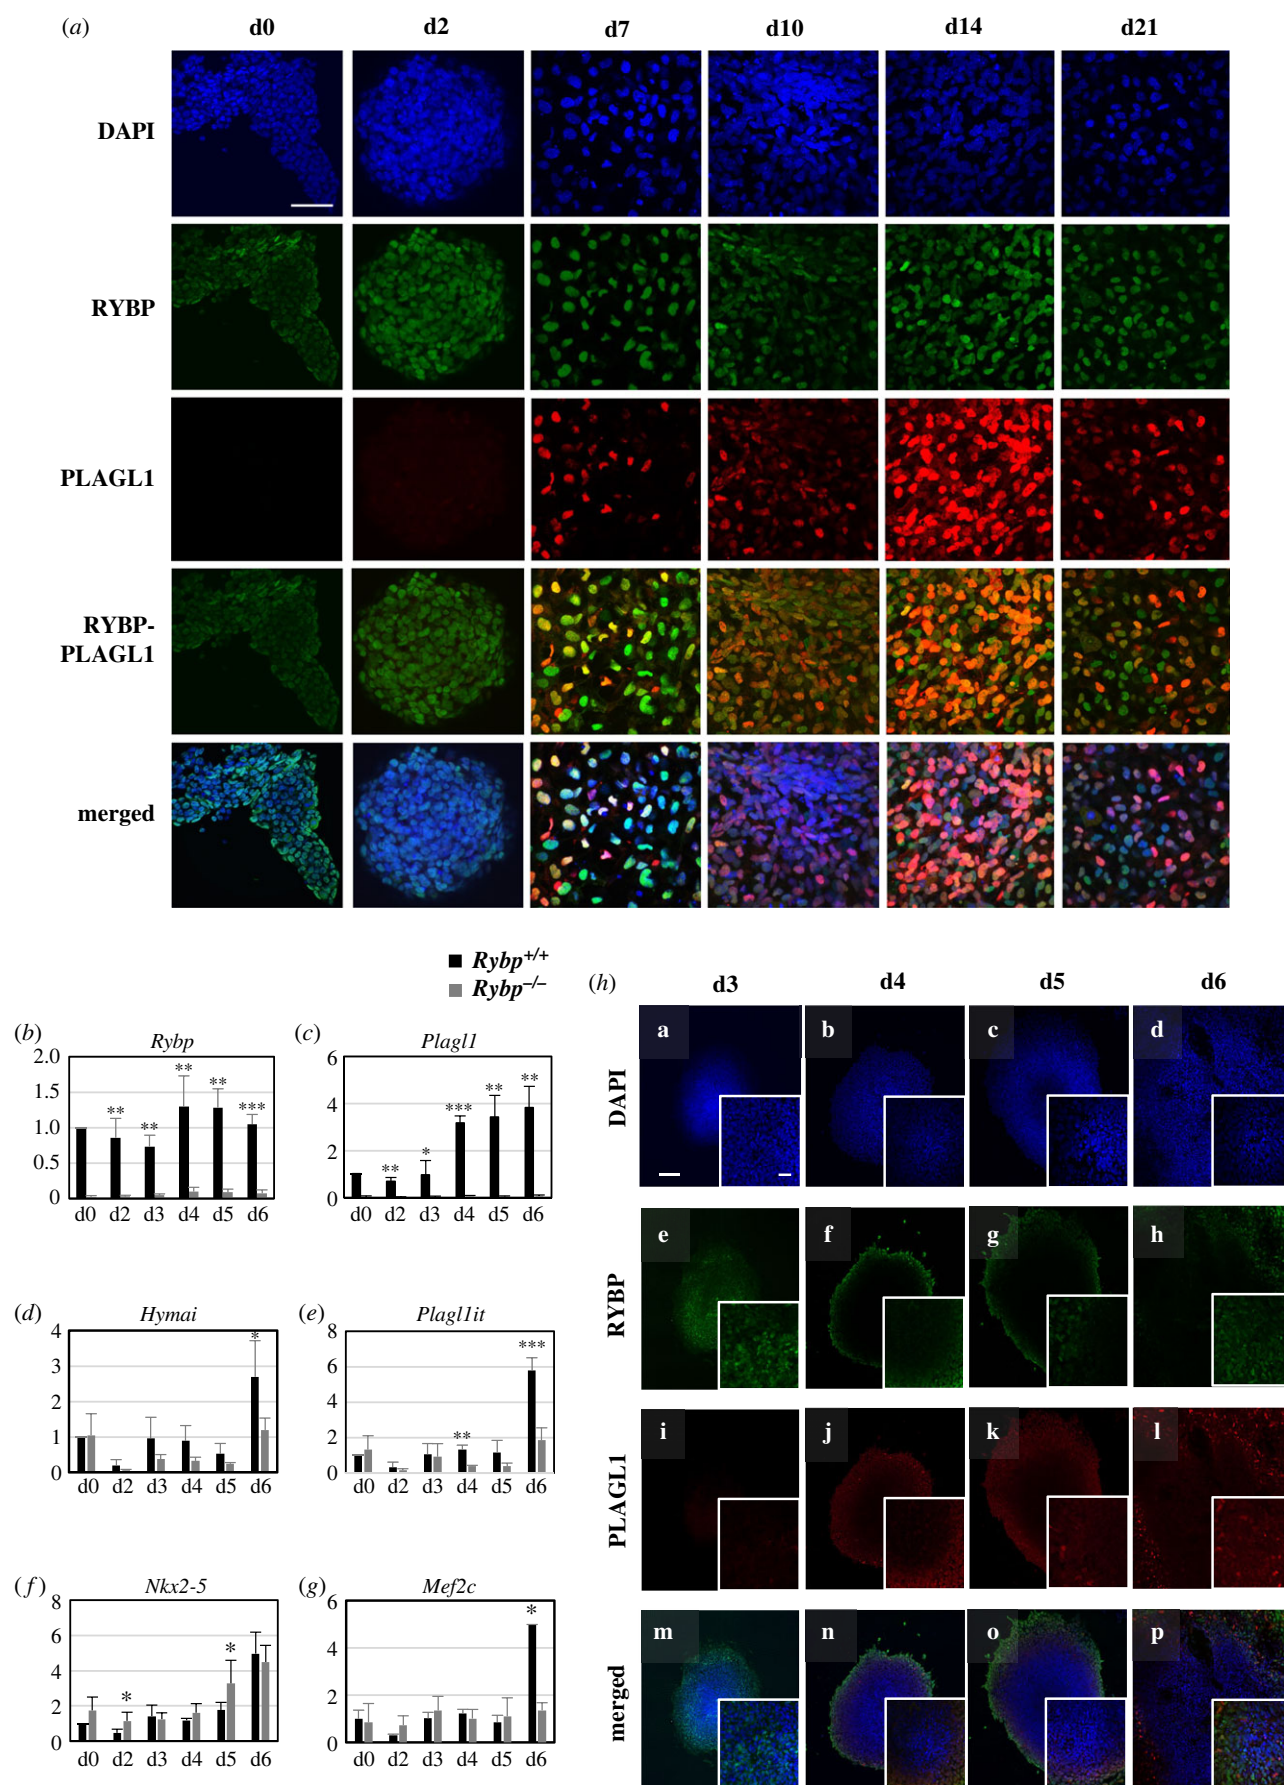 (a) d0 d2 d7 d10 d14 d21
DAPI
RYBP
PLAGL1
RYBP-
PLAGL1
merged
Rybp+/+
Rybp−/−
(b) Rybp
2.0
1.5
1.0
0.5
0
** ** ** ** ***
d0 d2 d3 d4 d5 d6
(c) Plagl1
6
4
2
0
** * *** ** **
d0 d2 d3 d4 d5 d6
(d) Hymai
4
3
2
1
0
*
d0 d2 d3 d4 d5 d6
(e) Plagl1it
8
6
4
2
0
** ***
d0 d2 d3 d4 d5 d6
(f) Nkx2-5
8
6
4
2
0
* *
d0 d2 d3 d4 d5 d6
(g) Mef2c
6
4
2
0
*
d0 d2 d3 d4 d5 d6
(h) d3 d4 d5 d6
DAPI
a b c d
RYBP
e f g h
PLAGL1
i j k l
merged
m n o p